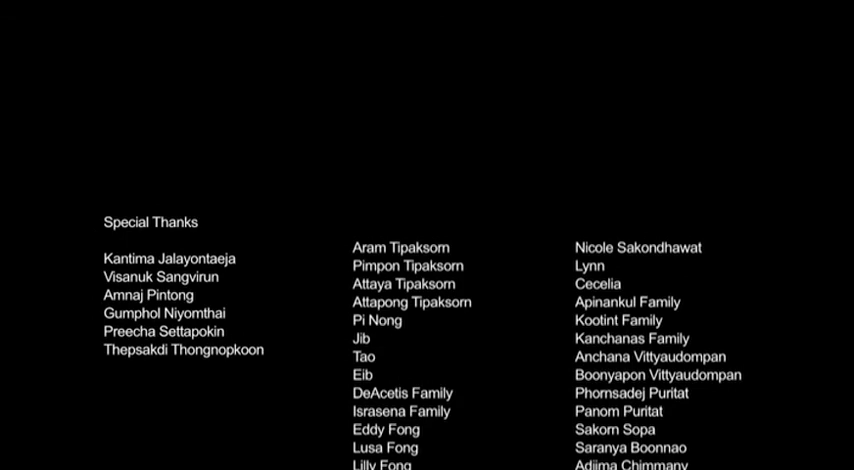 Special Thanks
Kantima Jalayontaeja
Visanuk Sangvirun
Amnaj Pintong
Gumphol Niyomthai
Preecha Settapokin
Thepsakdi Thongnopkoon
Aram Tipaksorn
Pimpon Tipaksorn
Attaya Tipaksorn
Attapong Tipaksorn
Pi Nong
Jib
Tao
Eib
DeAcetis Family
Israsena Family
Eddy Fong
Lusa Fong
Lilly Fong
Nicole Sakondhawat
Lynn
Cecelia
Apinankul Family
Kootint Family
Kanchanas Family
Anchana Vittyaudompan
Boonyapon Vittyaudompan
Phornsadej Puritat
Panom Puritat
Sakorn Sopa
Saranya Boonnao
Adjima Chimmany